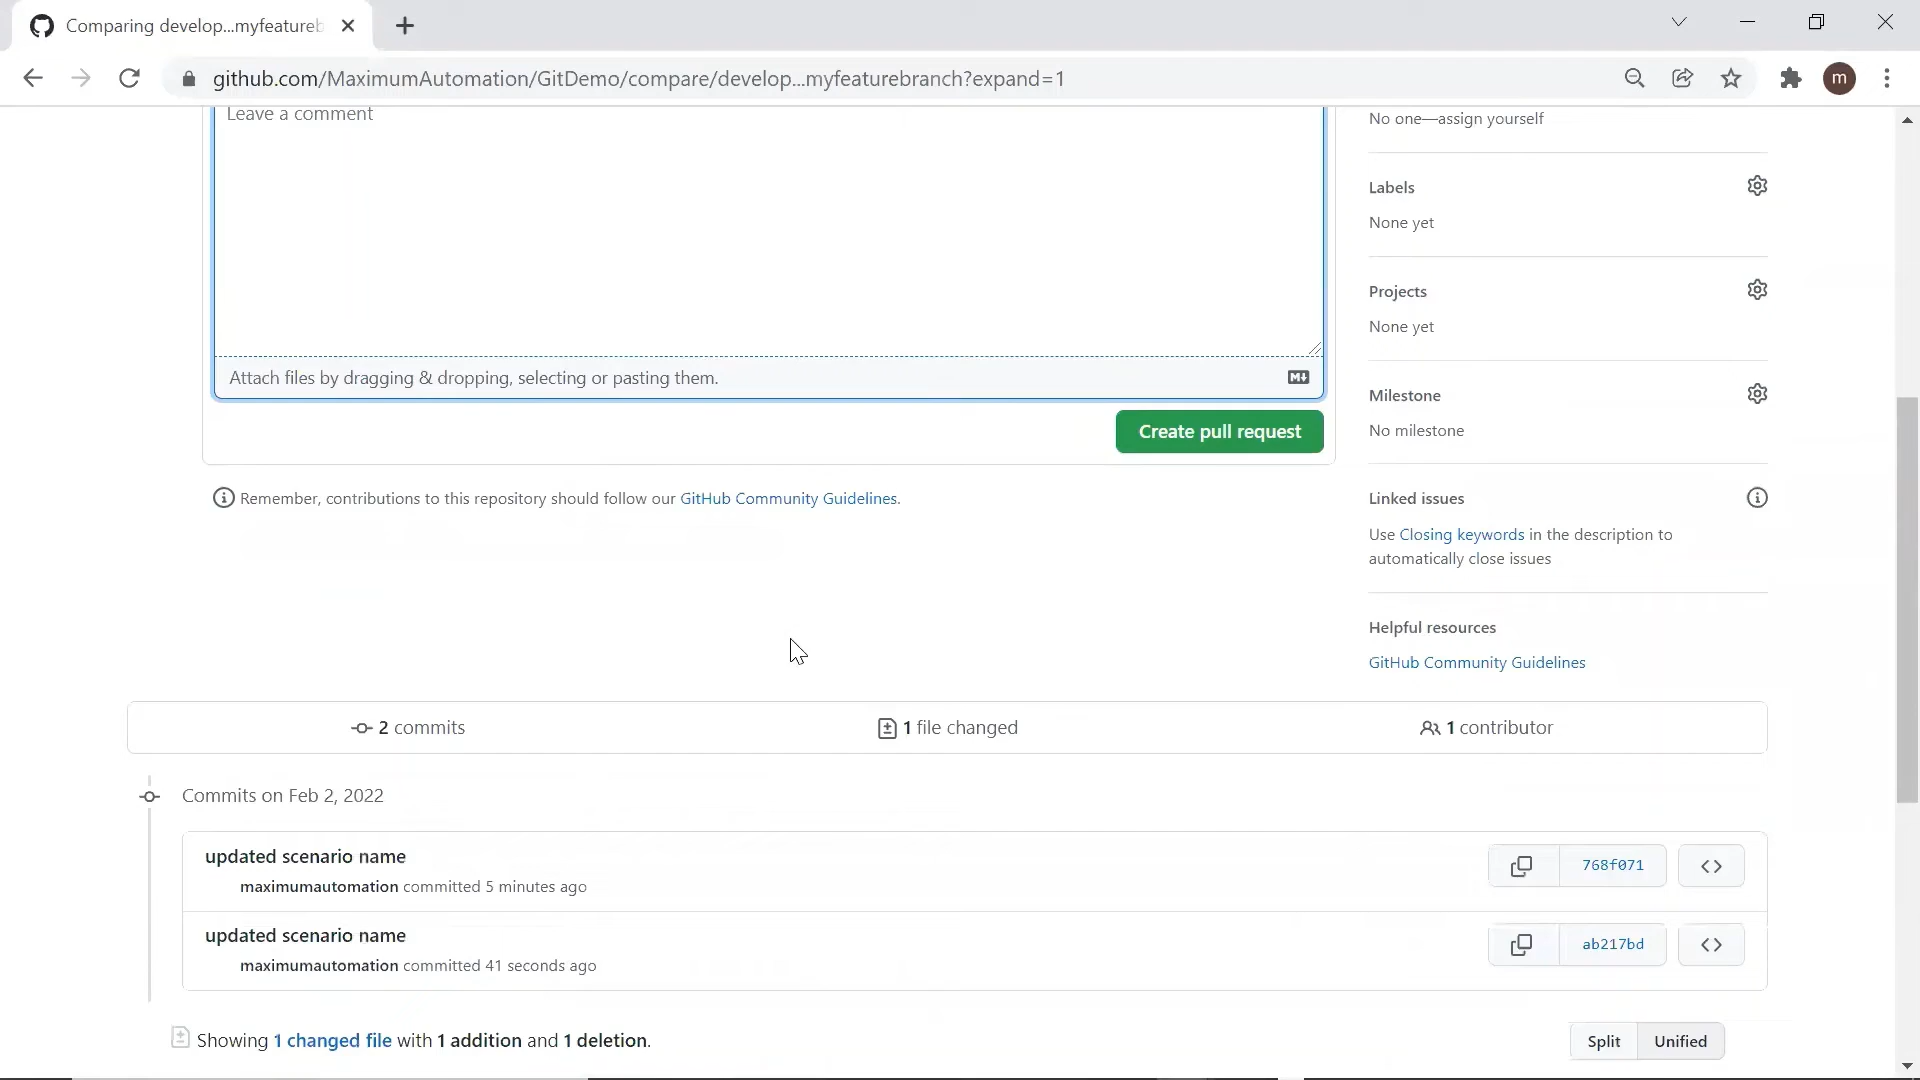 Comparing develop...myfeatureb
github.com/MaximumAutomation/GitDemo/compare/develop...myfeaturebranch?expand=1
m
Leave a comment
No one—assign yourself
Labels
None yet
Projects
None yet
Attach files by dragging & dropping, selecting or pasting them.
Milestone
No milestone
Create pull request
Remember, contributions to this repository should follow our GitHub Community Guidelines.
Linked issues
Use Closing keywords in the description to
automatically close issues
Helpful resources
GitHub Community Guidelines
2 commits
1 file changed
1 contributor
Commits on Feb 2, 2022
updated scenario name
maximumautomation committed 5 minutes ago
768f071
updated scenario name
maximumautomation committed 41 seconds ago
ab217bd
Showing 1 changed file with 1 addition and 1 deletion.
Split
Unified